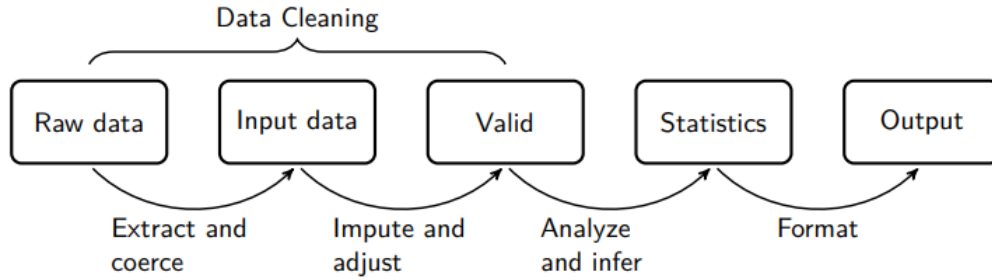 Data Cleaning
Raw data
Input data
Valid
Statistics
Output
Extract and
coerce
Impute and
adjust
Analyze
and infer
Format